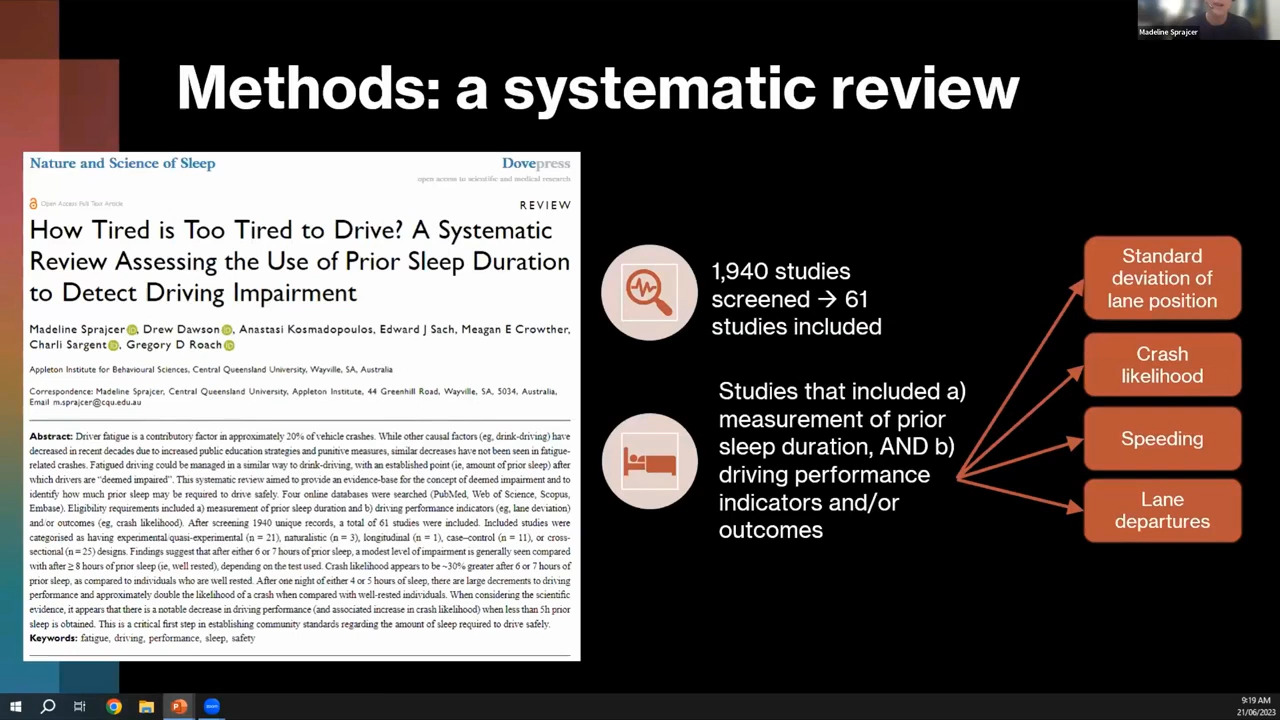 Madeline Sprajcer
Methods: a systematic review
Nature and Science of Sleep
Dovepress
open access to scientific and medical research
Open Access Full Text Article
REVIEW
How Tired is Too Tired to Drive? A Systematic
Review Assessing the Use of Prior Sleep Duration
to Detect Driving Impairment
Madeline Sprajcer, Drew Dawson, Anastasi Kosmadopoulos, Edward J Sach, Meagan E Crowther,
Charli Sargent, Gregory D Roach
Appleton Institute for Behavioural Sciences, Central Queensland University, Wayville, SA, Australia
Correspondence: Madeline Sprajcer, Central Queensland University, Appleton Institute, 44 Greenhill Road, Wayville, SA, 5034, Australia,
Email m.sprajcer@cqu.edu.au
Abstract: Driver fatigue is a contributory factor in approximately 20% of vehicle crashes. While other causal factors (eg, drink-driving) have
decreased in recent decades due to increased public education strategies and punitive measures, similar decreases have not been seen in fatigue-
related crashes. Fatigued driving could be managed in a similar way to drink-driving, with an established point (ie, amount of prior sleep) after
which drivers are “deemed impaired”. This systematic review aimed to provide an evidence-base for the concept of deemed impairment and to
identify how much prior sleep may be required to drive safely. Four online databases were searched (PubMed, Web of Science, Scopus,
Embase). Eligibility requirements included a) measurement of prior sleep duration and b) driving performance indicators (eg, lane deviation)
and/or outcomes (eg, crash likelihood). After screening 1940 unique records, a total of 61 studies were included. Included studies were
categorised as having experimental/quasi-experimental (n = 21), naturalistic (n = 3), longitudinal (n = 1), case–control (n = 11), or cross-
sectional (n = 25) designs. Findings suggest that after either 6 or 7 hours of prior sleep, a modest level of impairment is generally seen compared
with after ≥ 8 hours of prior sleep (ie, well rested), depending on the test used. Crash likelihood appears to be ~30% greater after 6 or 7 hours of
prior sleep, as compared to individuals who are well rested. After one night of either 4 or 5 hours of sleep, there are large decrements to driving
performance and approximately double the likelihood of a crash when compared with well-rested individuals. When considering the scientific
evidence, it appears that there is a notable decrease in driving performance (and associated increase in crash likelihood) when less than 5h prior
sleep is obtained. This is a critical first step in establishing community standards regarding the amount of sleep required to drive safely.
Keywords: fatigue, driving, performance, sleep, safety
1,940 studies
screened → 61
studies included
Studies that included a)
measurement of prior
sleep duration, AND b)
driving performance
indicators and/or
outcomes
Standard
deviation of
lane position
Crash
likelihood
Speeding
Lane
departures
zoom
9:19 AM
21/06/2023